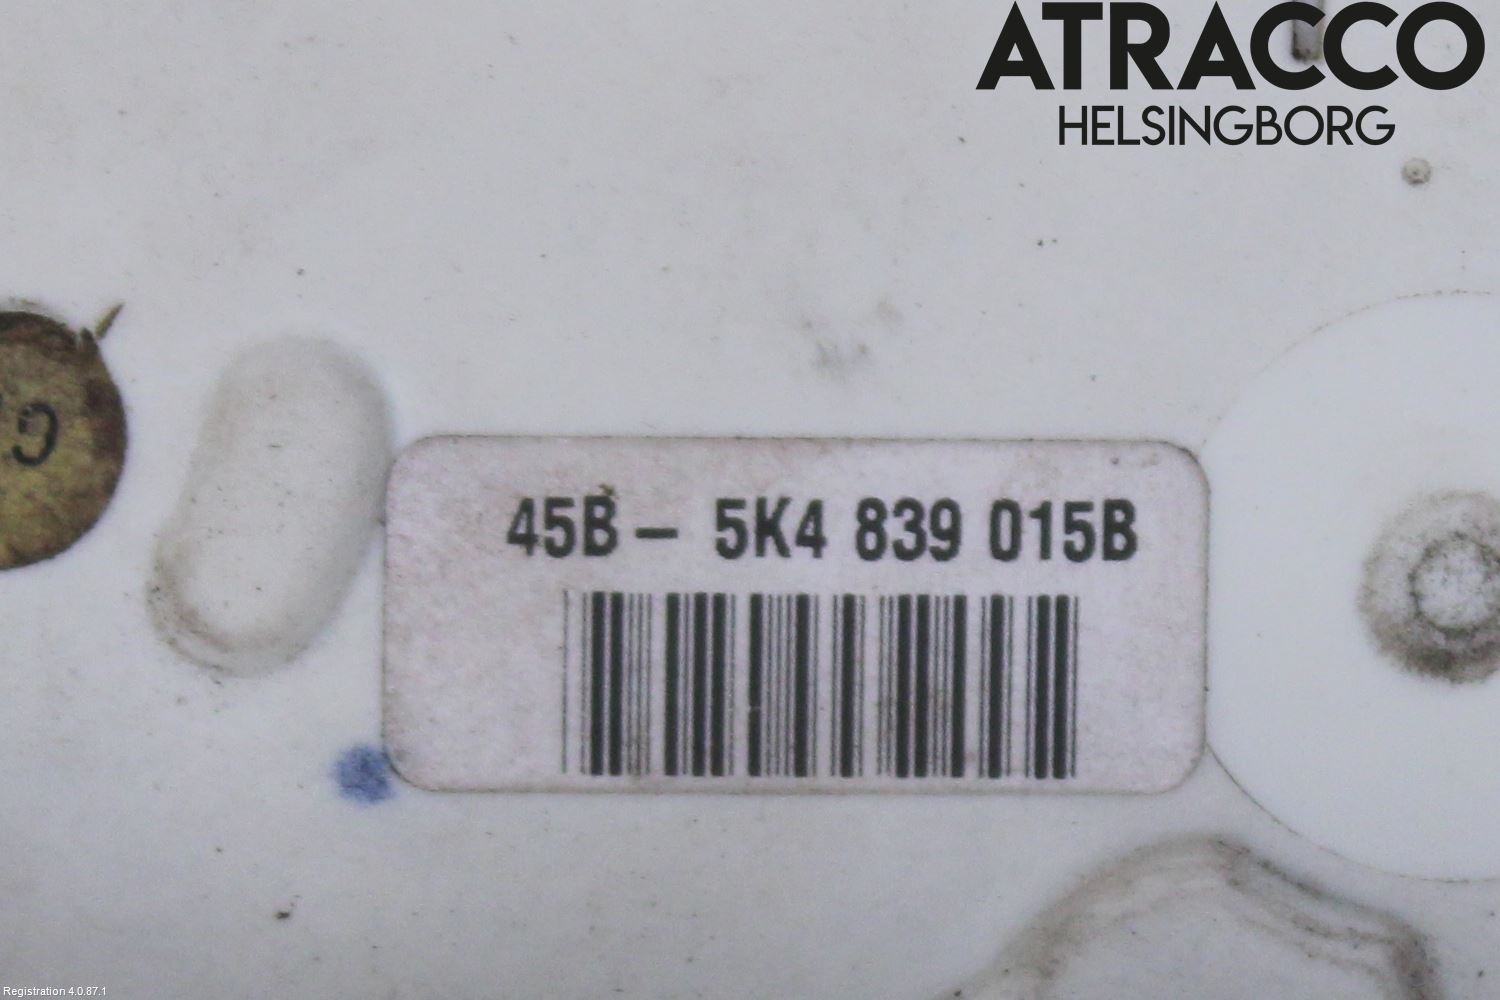 ATRACCO
HELSINGBORG
45B – 5K4 839 015B
Registration 4.0.87.1